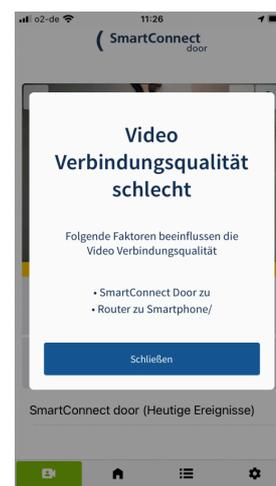 o2-de
11:26
SmartConnect
door
Video
Verbindungsqualität
schlecht
Folgende Faktoren beeinflussen die
Video Verbindungsqualität
• SmartConnect Door zu
• Router zu Smartphone/
Schließen
SmartConnect door (Heutige Ereignisse)